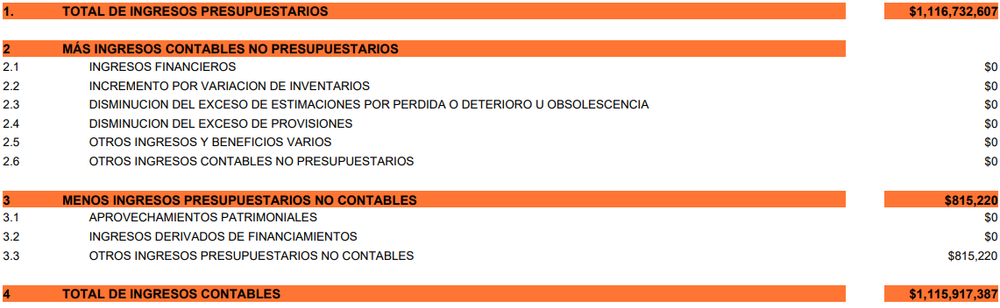 1. TOTAL DE INGRESOS PRESUPUESTARIOS $1,116,732,607
2 MÁS INGRESOS CONTABLES NO PRESUPUESTARIOS
2.1 INGRESOS FINANCIEROS $0
2.2 INCREMENTO POR VARIACION DE INVENTARIOS $0
2.3 DISMINUCION DEL EXCESO DE ESTIMACIONES POR PERDIDA O DETERIORO U OBSOLESCENCIA $0
2.4 DISMINUCION DEL EXCESO DE PROVISIONES $0
2.5 OTROS INGRESOS Y BENEFICIOS VARIOS $0
2.6 OTROS INGRESOS CONTABLES NO PRESUPUESTARIOS $0
3 MENOS INGRESOS PRESUPUESTARIOS NO CONTABLES $815,220
3.1 APROVECHAMIENTOS PATRIMONIALES $0
3.2 INGRESOS DERIVADOS DE FINANCIAMIENTOS $0
3.3 OTROS INGRESOS PRESUPUESTARIOS NO CONTABLES $815,220
4 TOTAL DE INGRESOS CONTABLES $1,115,917,387